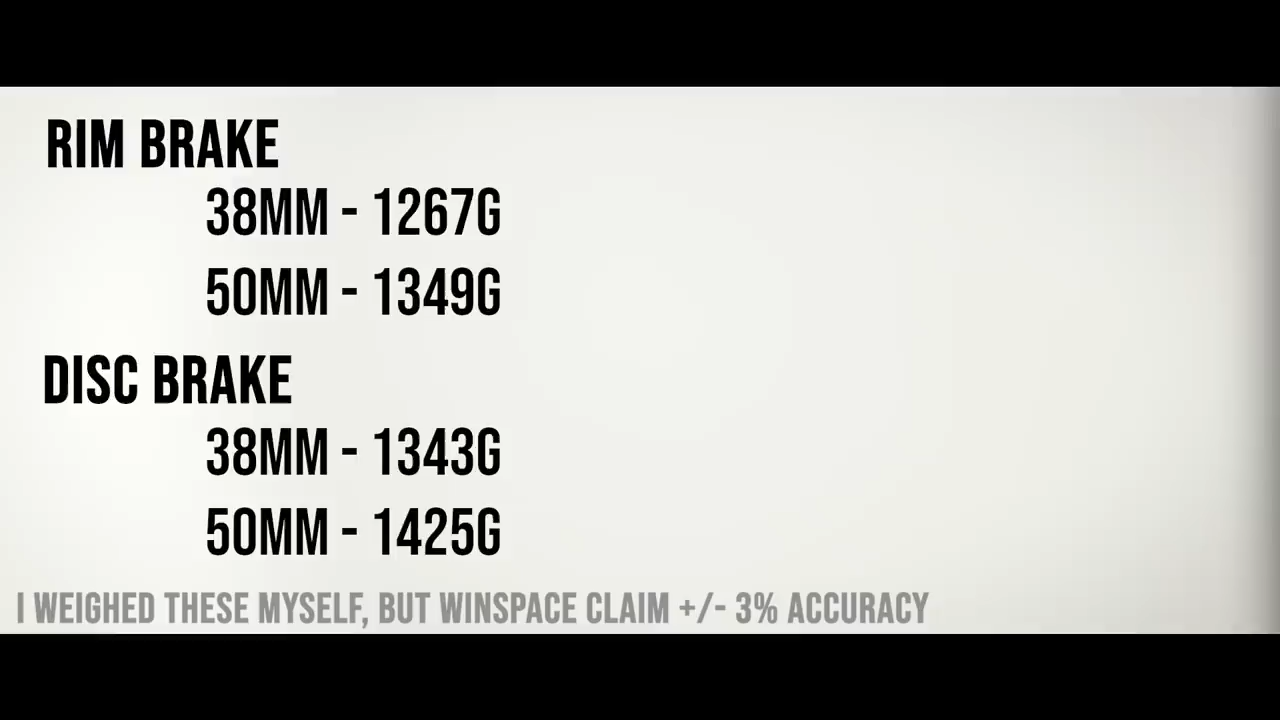 RIM BRAKE
38MM - 1267G
50MM - 1349G
DISC BRAKE
38MM - 1343G
50MM - 1425G
I WEIGHED THESE MYSELF, BUT WINSPACE CLAIM +/- 3% ACCURACY